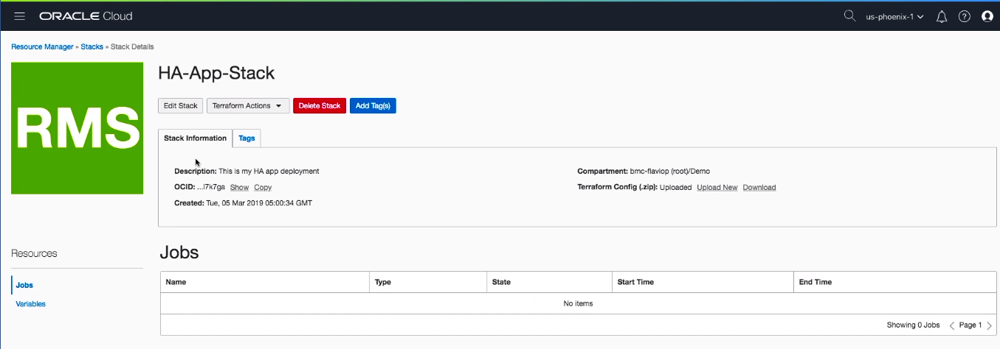 ORACLE Cloud
us-phoenix-1
Resource Manager » Stacks » Stack Details
RMS
HA-App-Stack
Edit Stack Terraform Actions Delete Stack Add Tag(s)
Stack Information Tags
Description: This is my HA app deployment
OCID: ...l7k7ga Show Copy
Created: Tue, 05 Mar 2019 05:00:34 GMT
Compartment: bmc-flaviop (root)/Demo
Terraform Config (.zip): Uploaded Upload New Download
Resources
Jobs
Variables
Jobs
Name Type State Start Time End Time
No items
Showing 0 Jobs < Page 1 >